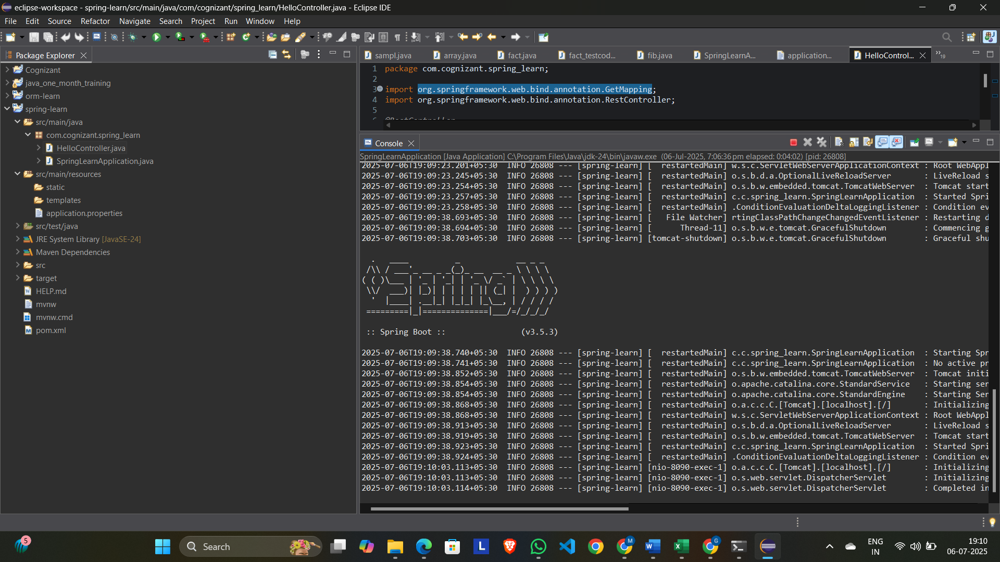 eclipse-workspace - spring-learn/src/main/java/com/cognizant/spring_learn/HelloController.java - Eclipse IDE
File Edit Source Refactor Navigate Search Project Run Window Help
Package Explorer
Cognizant
java_one_month_training
orm-learn
spring-learn
src/main/java
com.cognizant.spring_learn
HelloController.java
SpringLearnApplication.java
src/main/resources
static
templates
application.properties
src/test/java
JRE System Library [JavaSE-24]
Maven Dependencies
src
target
HELP.md
mvnw
mvnw.cmd
pom.xml
sampl.java array.java fact.java fact_testcod... fib.java SpringLearnA... application... HelloControl... »19
1 package com.cognizant.spring_learn;
2
3 import org.springframework.web.bind.annotation.GetMapping;
4 import org.springframework.web.bind.annotation.RestController;
5
6 @RestController
Console
SpringLearnApplication [Java Application] C:\Program Files\Java\jdk-24\bin\javaw.exe (06-Jul-2025, 7:06:36 pm elapsed: 0:04:02) [pid: 26808]
2025-07-06T19:09:23.201+05:30 INFO 26808 --- [spring-learn] [ restartedMain] w.s.c.ServletWebServerApplicationContext : Root WebAppl
2025-07-06T19:09:23.245+05:30 INFO 26808 --- [spring-learn] [ restartedMain] o.s.b.d.a.OptionalLiveReloadServer : LiveReload s
2025-07-06T19:09:23.254+05:30 INFO 26808 --- [spring-learn] [ restartedMain] o.s.b.w.embedded.tomcat.TomcatWebServer : Tomcat start
2025-07-06T19:09:23.257+05:30 INFO 26808 --- [spring-learn] [ restartedMain] c.c.spring_learn.SpringLearnApplication : Started Spri
2025-07-06T19:09:23.258+05:30 INFO 26808 --- [spring-learn] [ restartedMain] .ConditionEvaluationDeltaLoggingListener : Condition ev
2025-07-06T19:09:38.693+05:30 INFO 26808 --- [spring-learn] [ File Watcher] rtingClassPathChangeChangedEventListener : Restarting d
2025-07-06T19:09:38.694+05:30 INFO 26808 --- [spring-learn] [ Thread-11] o.s.b.w.e.tomcat.GracefulShutdown : Commencing g
2025-07-06T19:09:38.703+05:30 INFO 26808 --- [spring-learn] [tomcat-shutdown] o.s.b.w.e.tomcat.GracefulShutdown : Graceful shu
Spring
:: Spring Boot :: (v3.5.3)
2025-07-06T19:09:38.740+05:30 INFO 26808 --- [spring-learn] [ restartedMain] c.c.spring_learn.SpringLearnApplication : Starting Spr
2025-07-06T19:09:38.741+05:30 INFO 26808 --- [spring-learn] [ restartedMain] c.c.spring_learn.SpringLearnApplication : No active pr
2025-07-06T19:09:38.852+05:30 INFO 26808 --- [spring-learn] [ restartedMain] o.s.b.w.embedded.tomcat.TomcatWebServer : Tomcat initi
2025-07-06T19:09:38.854+05:30 INFO 26808 --- [spring-learn] [ restartedMain] o.apache.catalina.core.StandardService : Starting ser
2025-07-06T19:09:38.854+05:30 INFO 26808 --- [spring-learn] [ restartedMain] o.apache.catalina.core.StandardEngine : Starting Ser
2025-07-06T19:09:38.868+05:30 INFO 26808 --- [spring-learn] [ restartedMain] o.a.c.c.C.[Tomcat].[localhost].[/] : Initializing
2025-07-06T19:09:38.868+05:30 INFO 26808 --- [spring-learn] [ restartedMain] w.s.c.ServletWebServerApplicationContext : Root WebAppl
2025-07-06T19:09:38.913+05:30 INFO 26808 --- [spring-learn] [ restartedMain] o.s.b.d.a.OptionalLiveReloadServer : LiveReload s
2025-07-06T19:09:38.919+05:30 INFO 26808 --- [spring-learn] [ restartedMain] o.s.b.w.embedded.tomcat.TomcatWebServer : Tomcat start
2025-07-06T19:09:38.923+05:30 INFO 26808 --- [spring-learn] [ restartedMain] c.c.spring_learn.SpringLearnApplication : Started Spri
2025-07-06T19:09:38.924+05:30 INFO 26808 --- [spring-learn] [ restartedMain] .ConditionEvaluationDeltaLoggingListener : Condition ev
2025-07-06T19:10:03.113+05:30 INFO 26808 --- [spring-learn] [nio-8090-exec-1] o.a.c.c.C.[Tomcat].[localhost].[/] : Initializing
2025-07-06T19:10:03.113+05:30 INFO 26808 --- [spring-learn] [nio-8090-exec-1] o.s.web.servlet.DispatcherServlet : Initializing
2025-07-06T19:10:03.114+05:30 INFO 26808 --- [spring-learn] [nio-8090-exec-1] o.s.web.servlet.DispatcherServlet : Completed in
5
Search
ENG
IN
19:10
06-07-2025